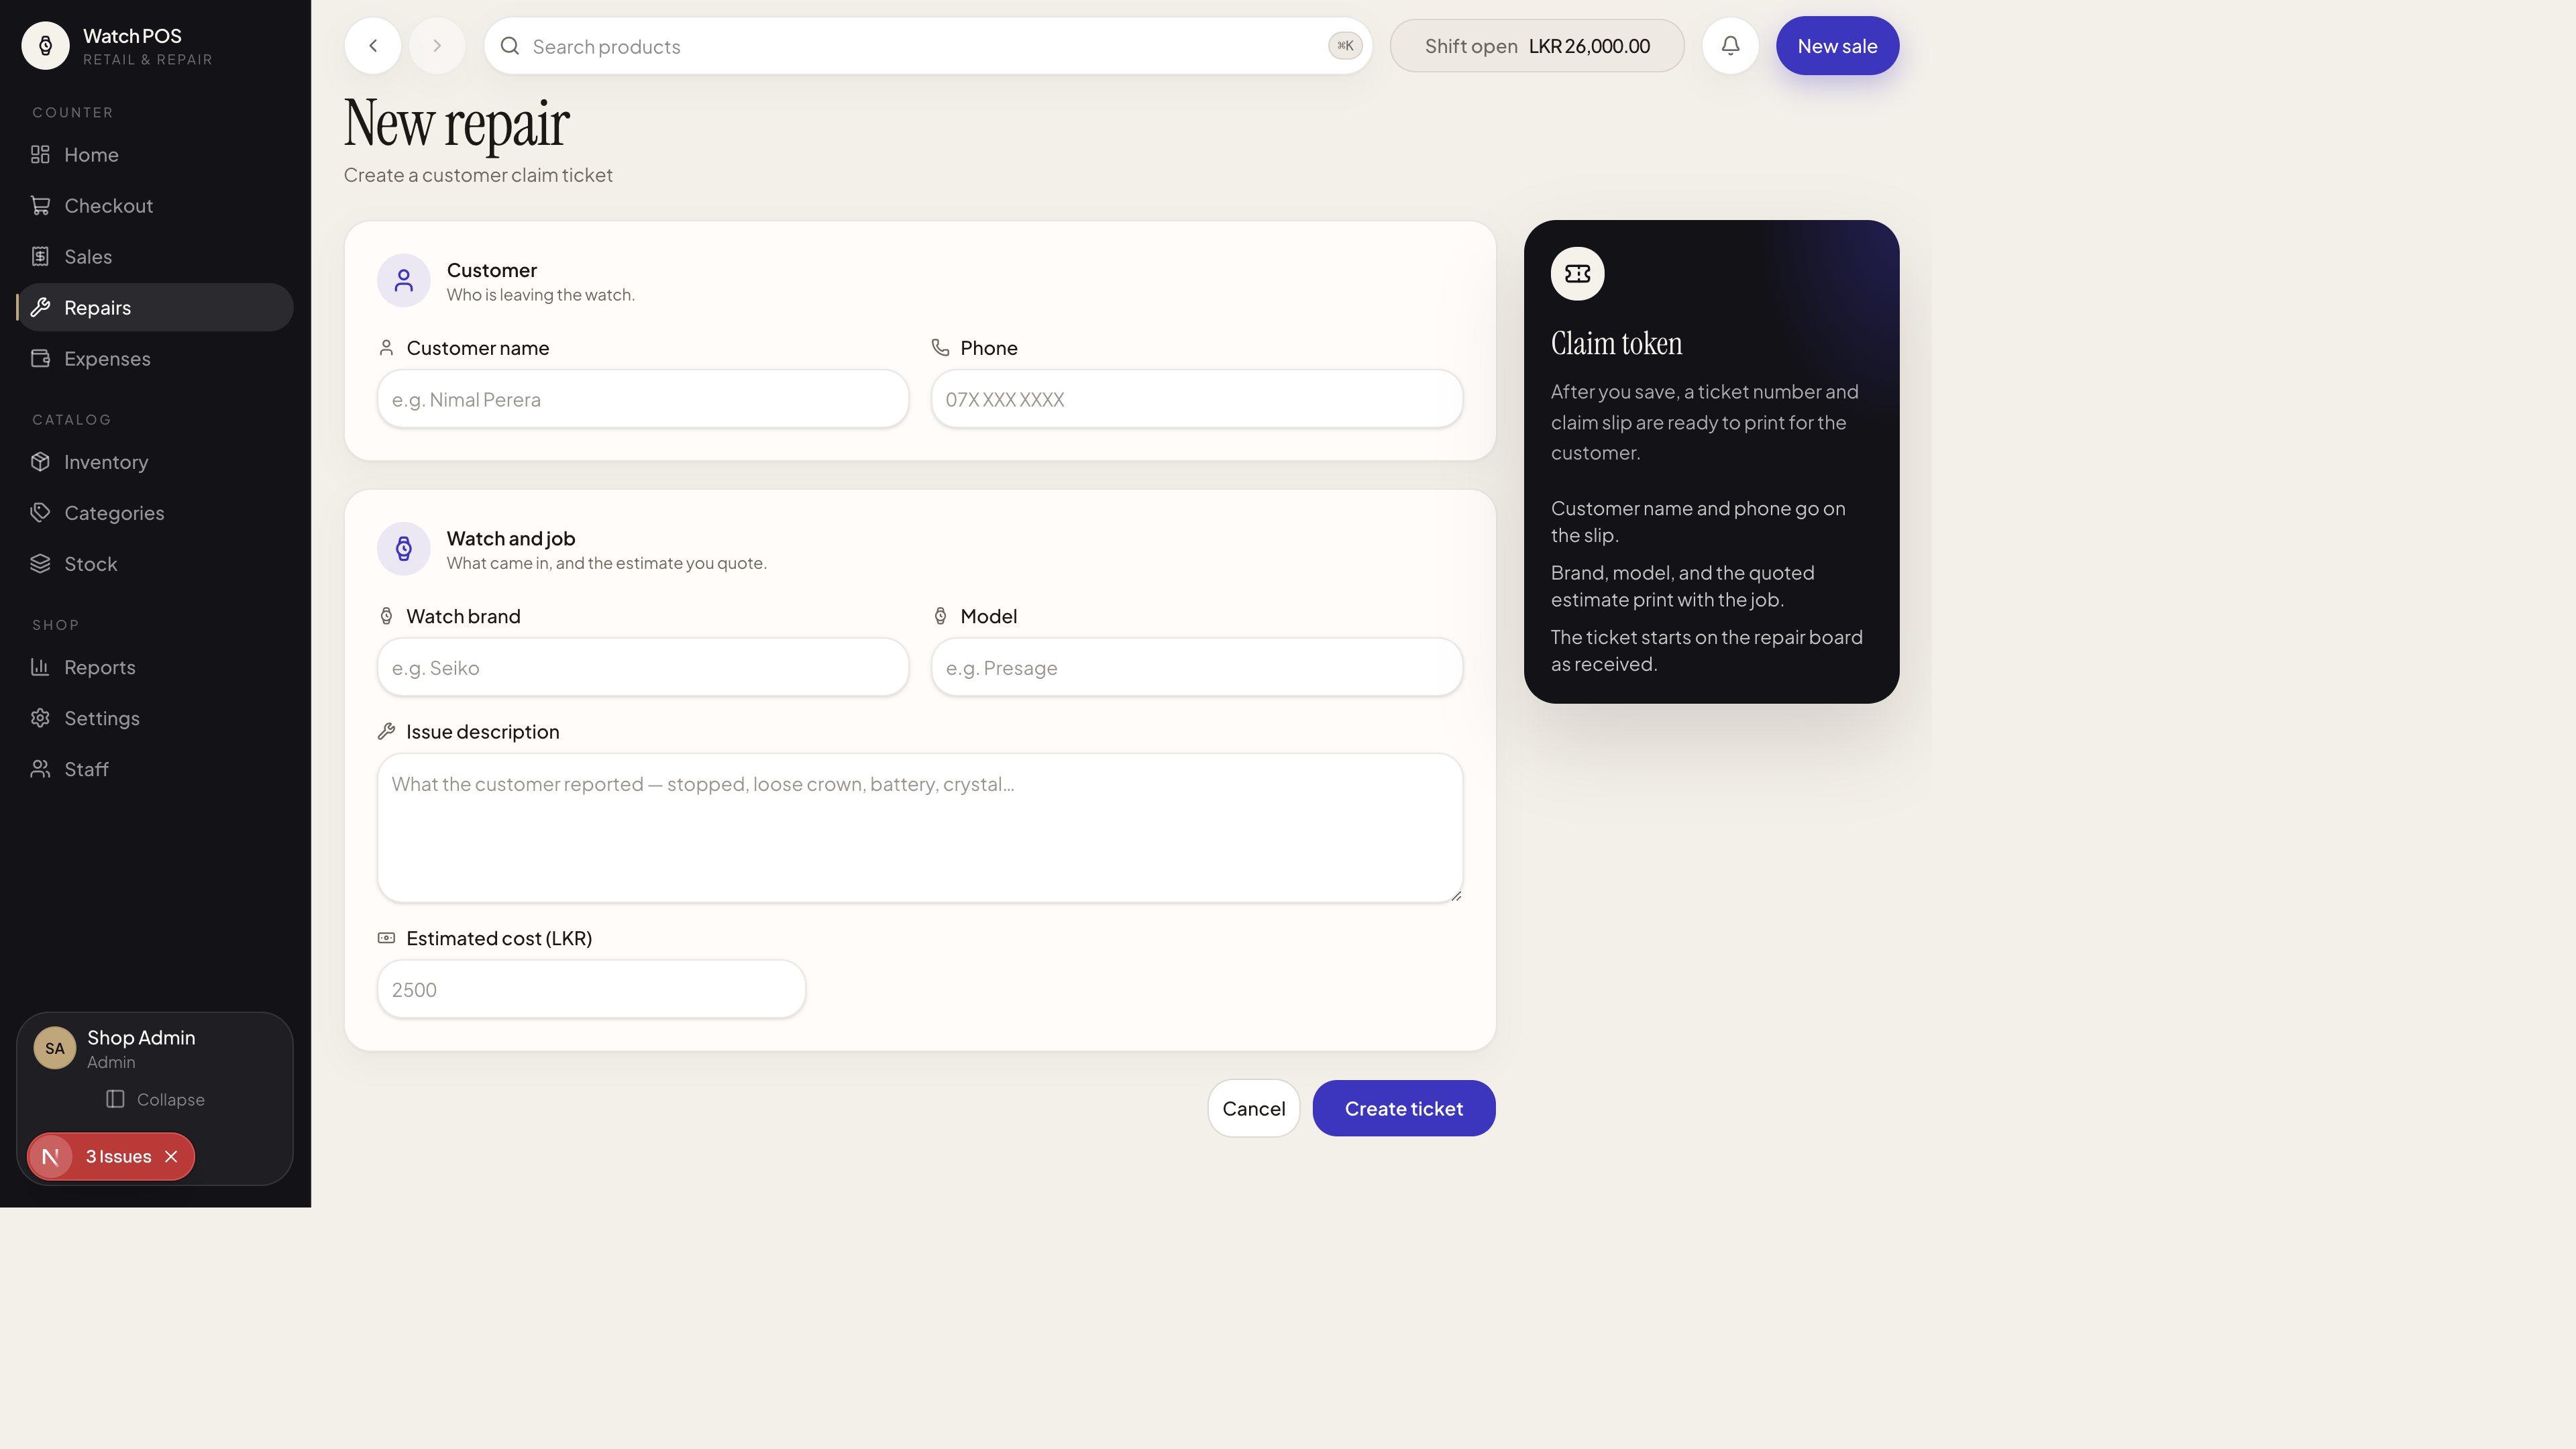 Watch POS
RETAIL & REPAIR
COUNTER
Home
Checkout
Sales
Repairs
Expenses
CATALOG
Inventory
Categories
Stock
SHOP
Reports
Settings
Staff
SA
Shop Admin
Admin
Collapse
N
3 Issues
Search products
⌘K
Shift open LKR 26,000.00
New sale
New repair
Create a customer claim ticket
Customer
Who is leaving the watch.
Customer name
Phone
e.g. Nimal Perera
07X XXX XXXX
Watch and job
What came in, and the estimate you quote.
Watch brand
Model
e.g. Seiko
e.g. Presage
Issue description
What the customer reported — stopped, loose crown, battery, crystal…
Estimated cost (LKR)
2500
Cancel
Create ticket
Claim token
After you save, a ticket number and
claim slip are ready to print for the
customer.
Customer name and phone go on
the slip.
Brand, model, and the quoted
estimate print with the job.
The ticket starts on the repair board
as received.